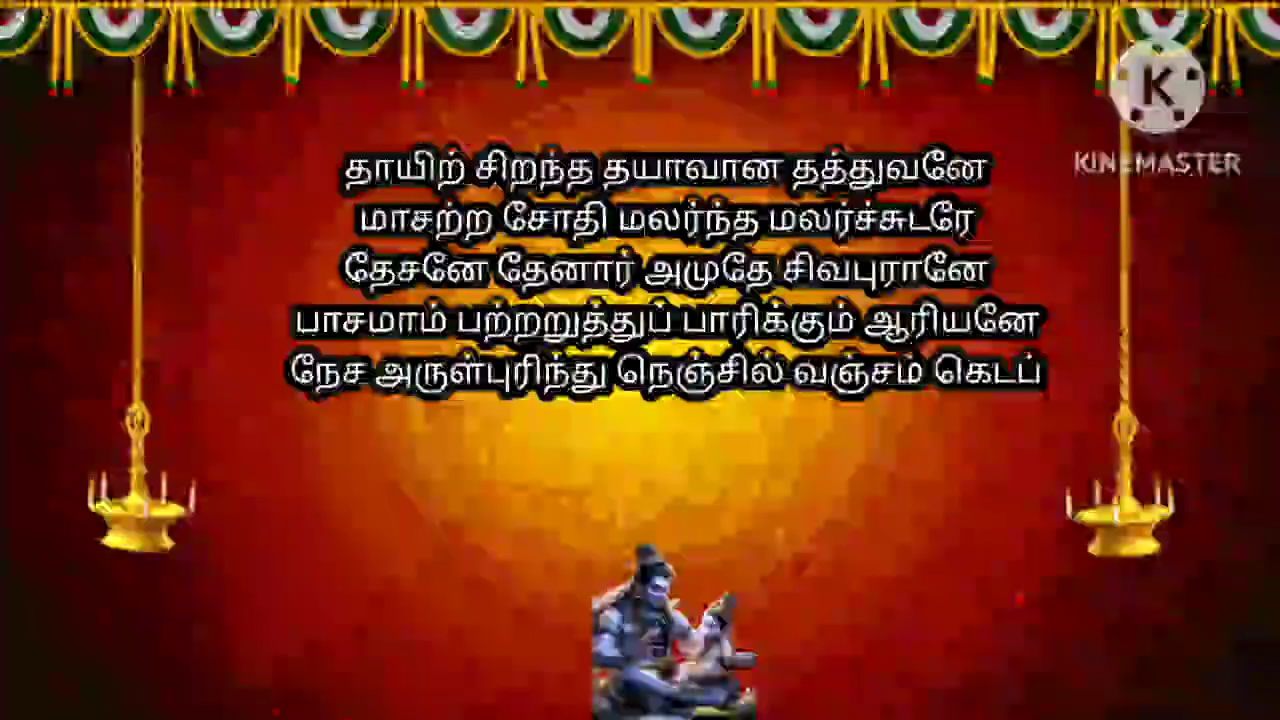 தாயிற் சிறந்த தயாவான தத்துவனே
மாசற்ற சோதி மலர்ந்த மலர்ச்சுடரே
தேசனே தேனார் அமுதே சிவபுரானே
பாசமாம் பற்றறுத்துப் பாரிக்கும் ஆரியனே
நேச அருள்புரிந்து நெஞ்சில் வஞ்சம் கெடப்
K
KINEMASTER